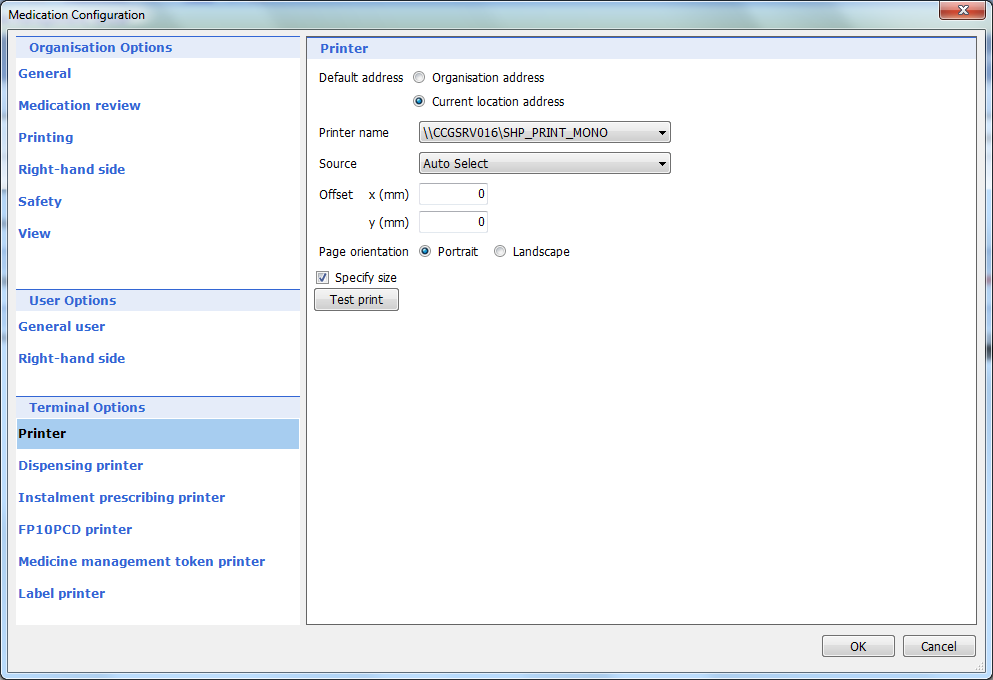 Medication Configuration
Organisation Options
General
Medication review
Printing
Right-hand side
Safety
View
User Options
General user
Right-hand side
Terminal Options
Printer
Dispensing printer
Instalment prescribing printer
FP10PCD printer
Medicine management token printer
Label printer
Printer
Default address Organisation address
Current location address
Printer name \\CCGSRV016\SHP_PRINT_MONO
Source Auto Select
Offset x (mm) 0
y (mm) 0
Page orientation Portrait Landscape
Specify size
Test print
OK Cancel